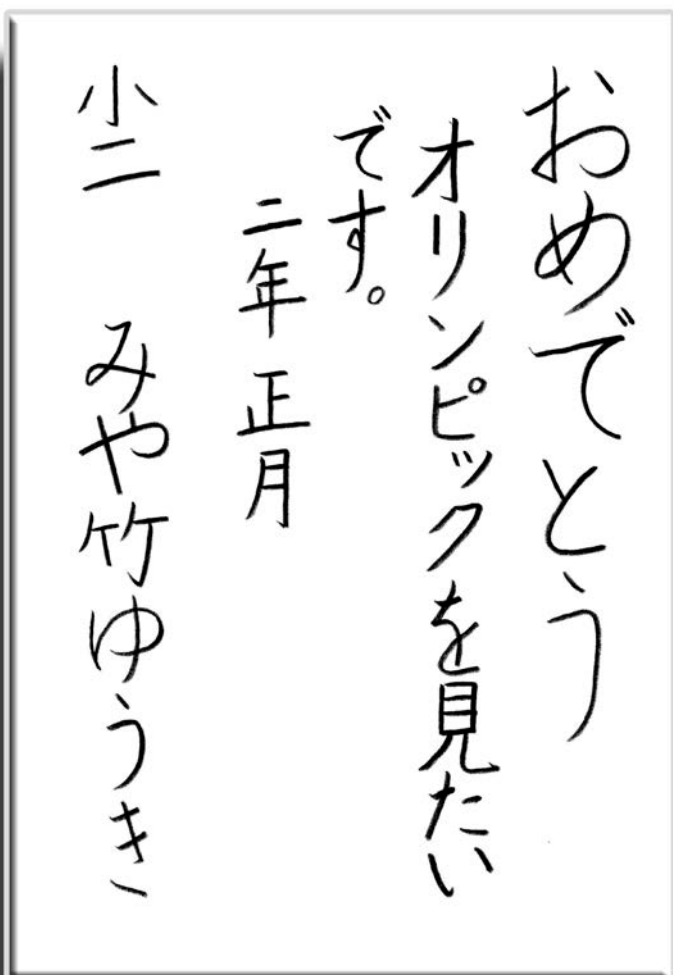 おめでとう
オリンピックを見たい
です。
二年正月
小二 みや竹ゆうき